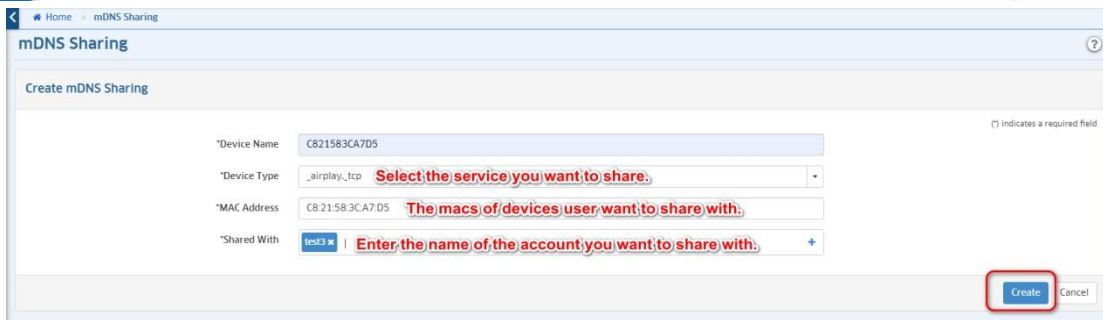 Home mDNS Sharing
mDNS Sharing
?
Create mDNS Sharing
(*) indicates a required field
*Device Name C821583CA7D5
*Device Type _airplay._tcp Select the service you want to share.
*MAC Address C8:21:58:3C:A7:D5 The macs of devices user want to share with.
*Shared With test3 Enter the name of the account you want to share with. +
Create Cancel